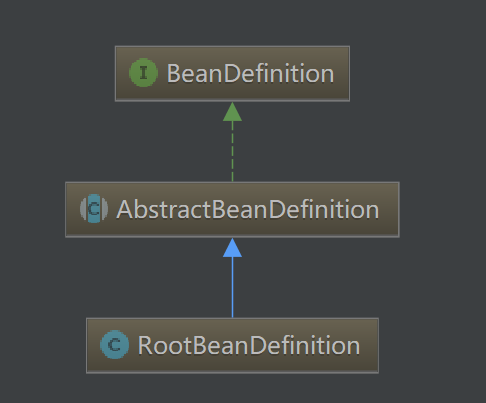 I BeanDefinition
C AbstractBeanDefinition
C RootBeanDefinition